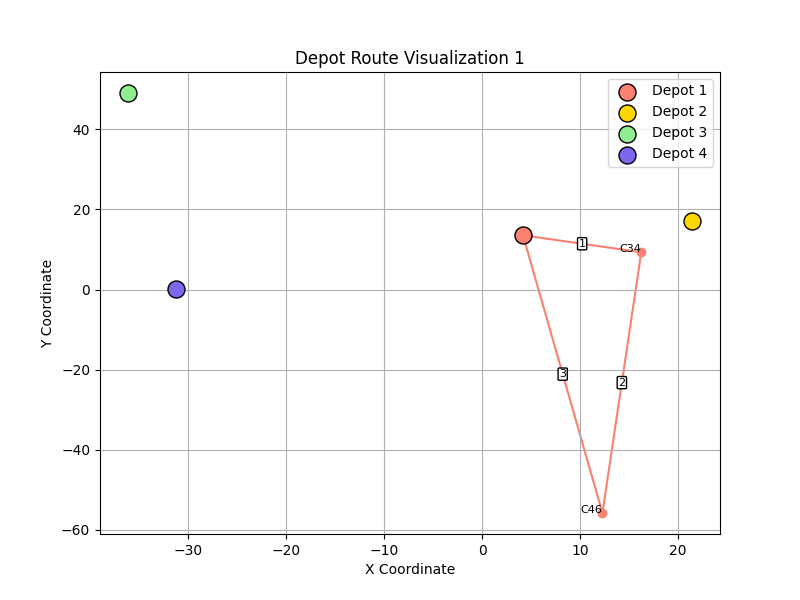 Depot Route Visualization 1
Depot 1
Depot 2
Depot 3
Depot 4
Y Coordinate
40
20
0
−20
−40
−60
1
C34
3
2
C46
−30
−20
−10
0
10
20
X Coordinate